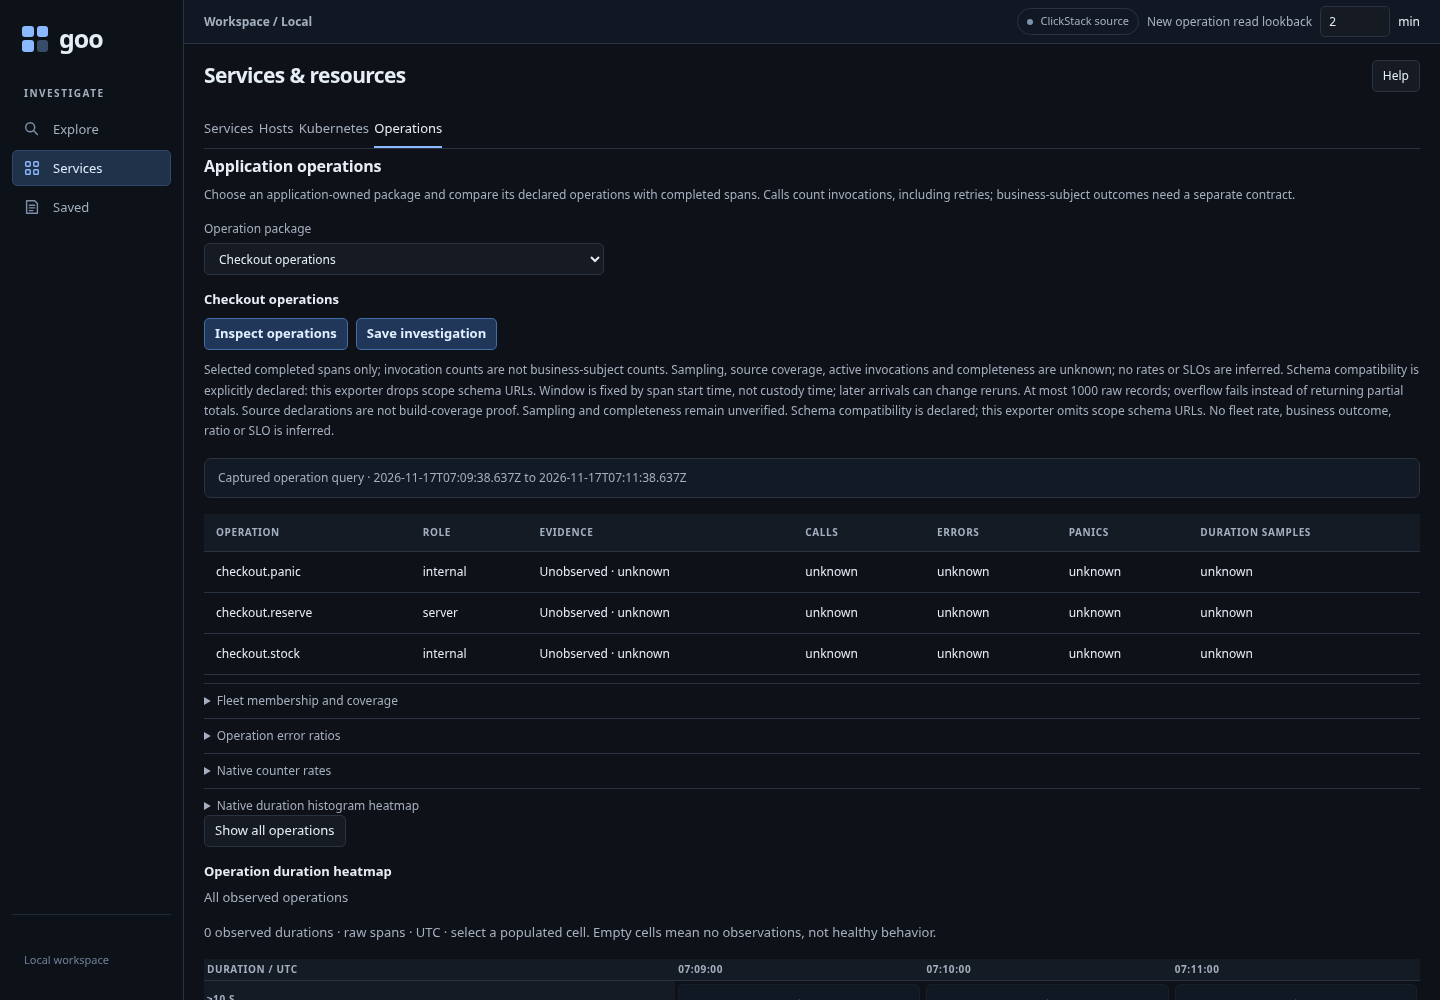 goo
Workspace / Local
ClickStack source
New operation read lookback
2
min
INVESTIGATE
Explore
Services
Saved
Local workspace
Services & resources
Help
Services Hosts Kubernetes Operations
Application operations
Choose an application-owned package and compare its declared operations with completed spans. Calls count invocations, including retries; business-subject outcomes need a separate contract.
Operation package
Checkout operations
Checkout operations
Inspect operations
Save investigation
Selected completed spans only; invocation counts are not business-subject counts. Sampling, source coverage, active invocations and completeness are unknown; no rates or SLOs are inferred. Schema compatibility is
explicitly declared: this exporter drops scope schema URLs. Window is fixed by span start time, not custody time; later arrivals can change reruns. At most 1000 raw records; overflow fails instead of returning partial
totals. Source declarations are not build-coverage proof. Sampling and completeness remain unverified. Schema compatibility is declared; this exporter omits scope schema URLs. No fleet rate, business outcome,
ratio or SLO is inferred.
Captured operation query · 2026-11-17T07:09:38.637Z to 2026-11-17T07:11:38.637Z
OPERATION ROLE EVIDENCE CALLS ERRORS PANICS DURATION SAMPLES
checkout.panic internal Unobserved · unknown unknown unknown unknown unknown
checkout.reserve server Unobserved · unknown unknown unknown unknown unknown
checkout.stock internal Unobserved · unknown unknown unknown unknown unknown
Fleet membership and coverage
Operation error ratios
Native counter rates
Native duration histogram heatmap
Show all operations
Operation duration heatmap
All observed operations
0 observed durations · raw spans · UTC · select a populated cell. Empty cells mean no observations, not healthy behavior.
DURATION / UTC 07:09:00 07:10:00 07:11:00
>10 S